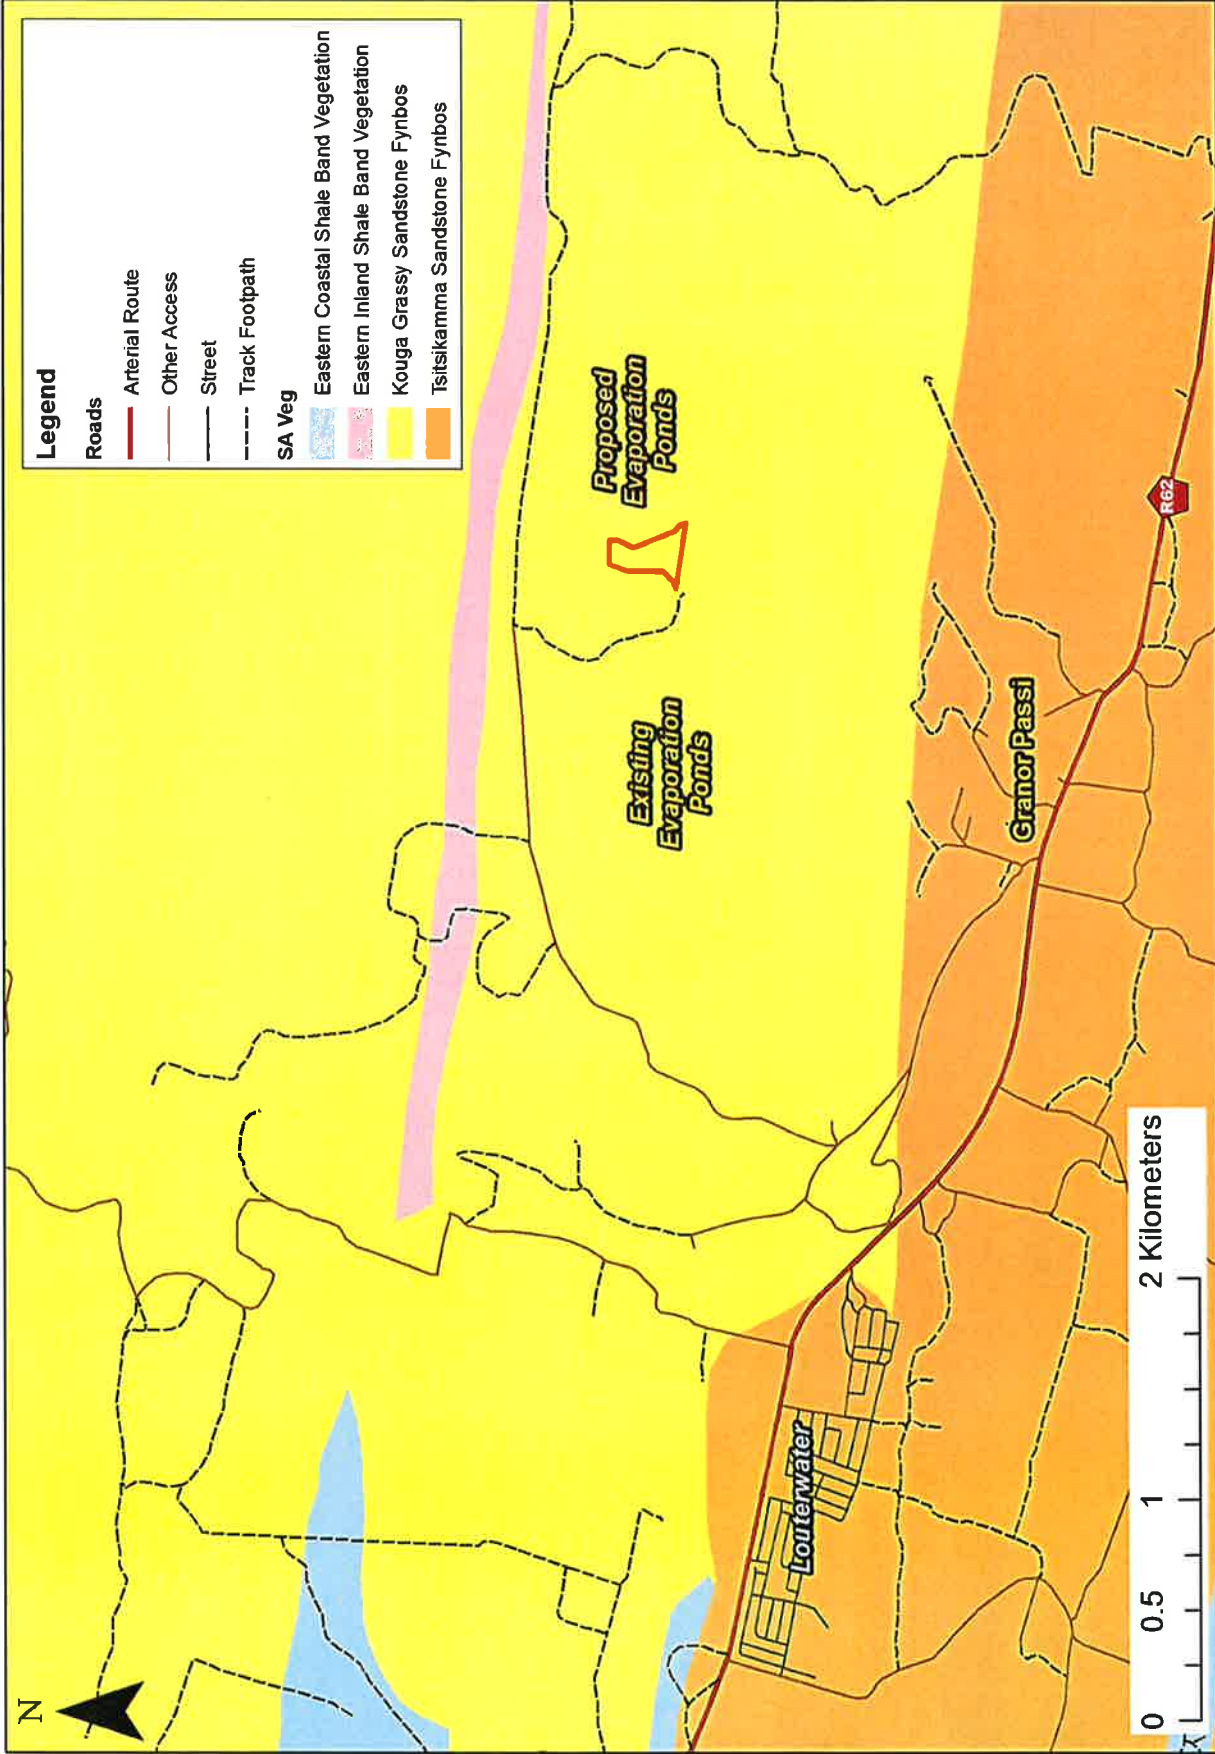 N
Legend
Roads
Arterial Route
Other Access
Street
Track Footpath
SA Veg
Eastern Coastal Shale Band Vegetation
Eastern Inland Shale Band Vegetation
Kouga Grassy Sandstone Fynbos
Tsitsikamma Sandstone Fynbos
Proposed
Evaporation
Ponds
Existing
Evaporation
Ponds
Granor Passi
Louterwater
R62
0 0.5 1 2 Kilometers